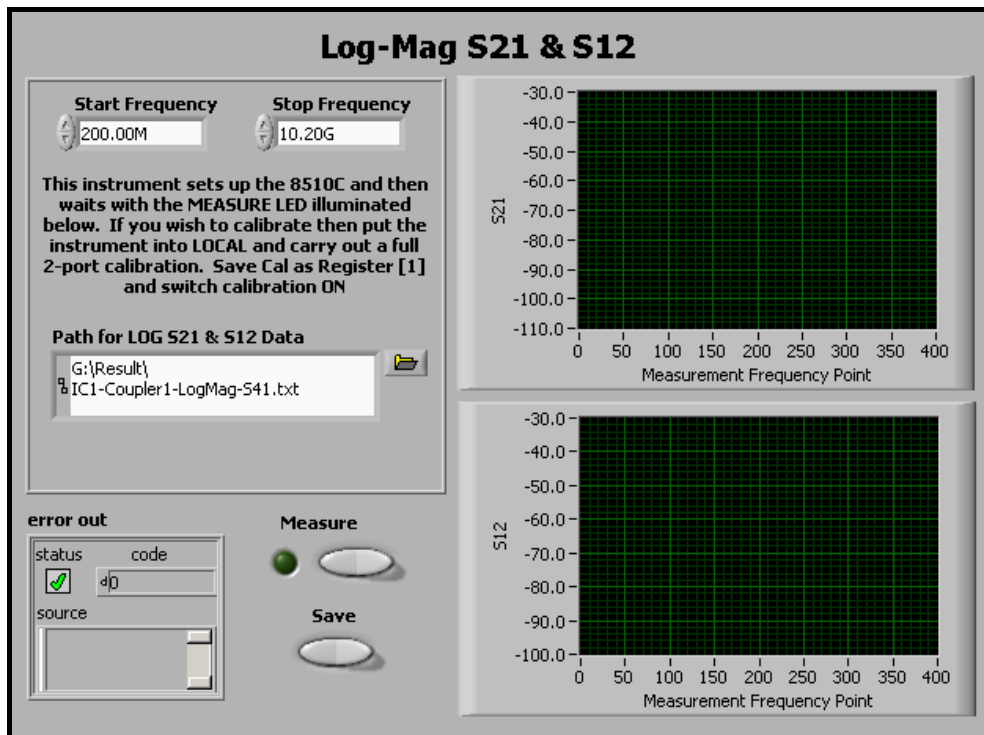 Log-Mag S21 & S12
Start Frequency
Stop Frequency
200.00M
10.20G
This instrument sets up the 8510C and then
waits with the MEASURE LED illuminated
below. If you wish to calibrate then put the
instrument into LOCAL and carry out a full
2-port calibration. Save Cal as Register [1]
and switch calibration ON
Path for LOG S21 & S12 Data
G:\Result\
IC1-Coupler1-LogMag-S41.txt
error out
status
code
d0
source
Measure
Save
S21
-30.0
-40.0
-50.0
-60.0
-70.0
-80.0
-90.0
-100.0
-110.0
0 50 100 150 200 250 300 350 400
Measurement Frequency Point
S12
-30.0
-40.0
-50.0
-60.0
-70.0
-80.0
-90.0
-100.0
0 50 100 150 200 250 300 350 400
Measurement Frequency Point